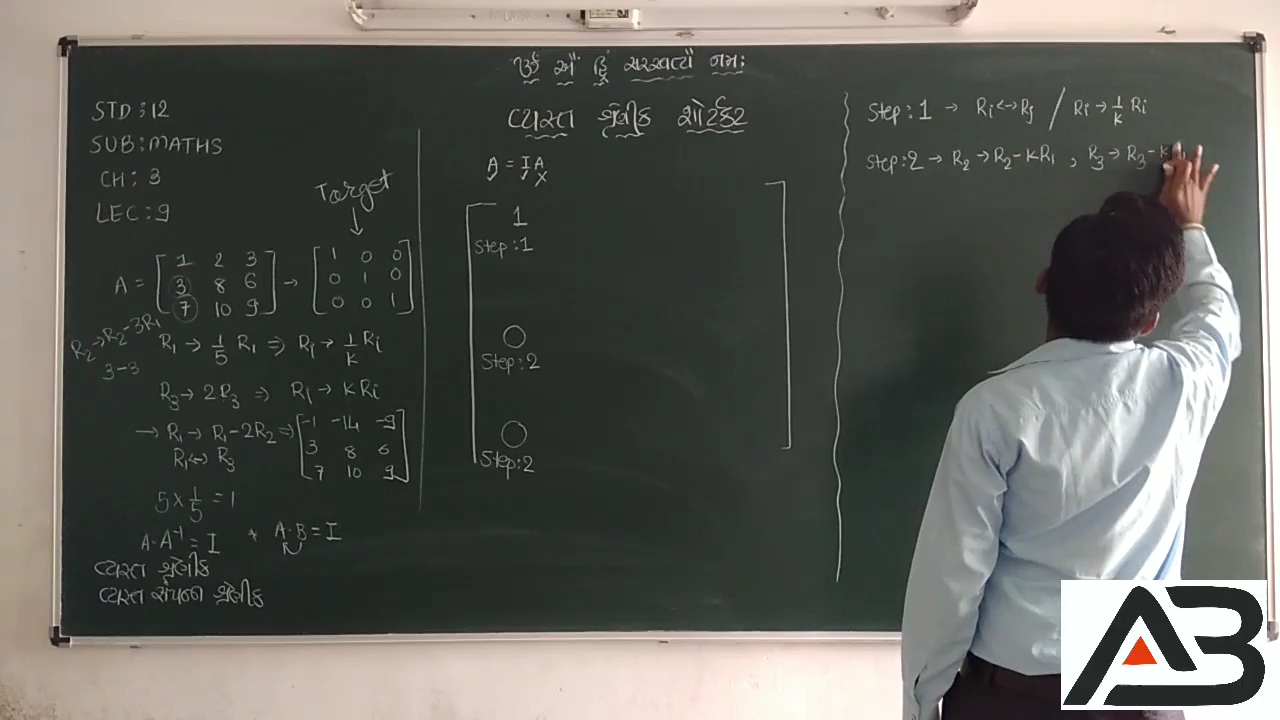 ૐ એં હ્રિં સરસ્વત્યૈ નમઃ
STD : 12
SUB : MATHS
CH : 3
LEC : 9
Target
↓
A = [ 1 2 3
3 8 6
7 10 9 ] → [ 1 0 0
0 1 0
0 0 1 ]
R₂→R₂-3R₁
3-3
R₁ → 1/5 R₁ ⇒ Ri → 1/K Ri
R₃ → 2R₃ ⇒ Ri → KRi
→ R₁ → R₁-2R₂ ⇒ [ -1 -14 -9
3 8 6
7 10 9 ]
R₁↔R₃
5 × 1/5 = 1
A·A⁻¹ = I * A·B = I
વ્યસ્ત શ્રેણીક
વ્યસ્ત સંપન્ન શ્રેણીક
વ્યસ્ત શ્રેણીક શોર્ટકટ
A = IA
1
Step : 1
Step : 2
Step : 2
Step : 1 → Ri↔Rj / Ri → 1/K Ri
Step : 2 → R₂ → R₂-KR₁ , R₃ → R₃-K
AB